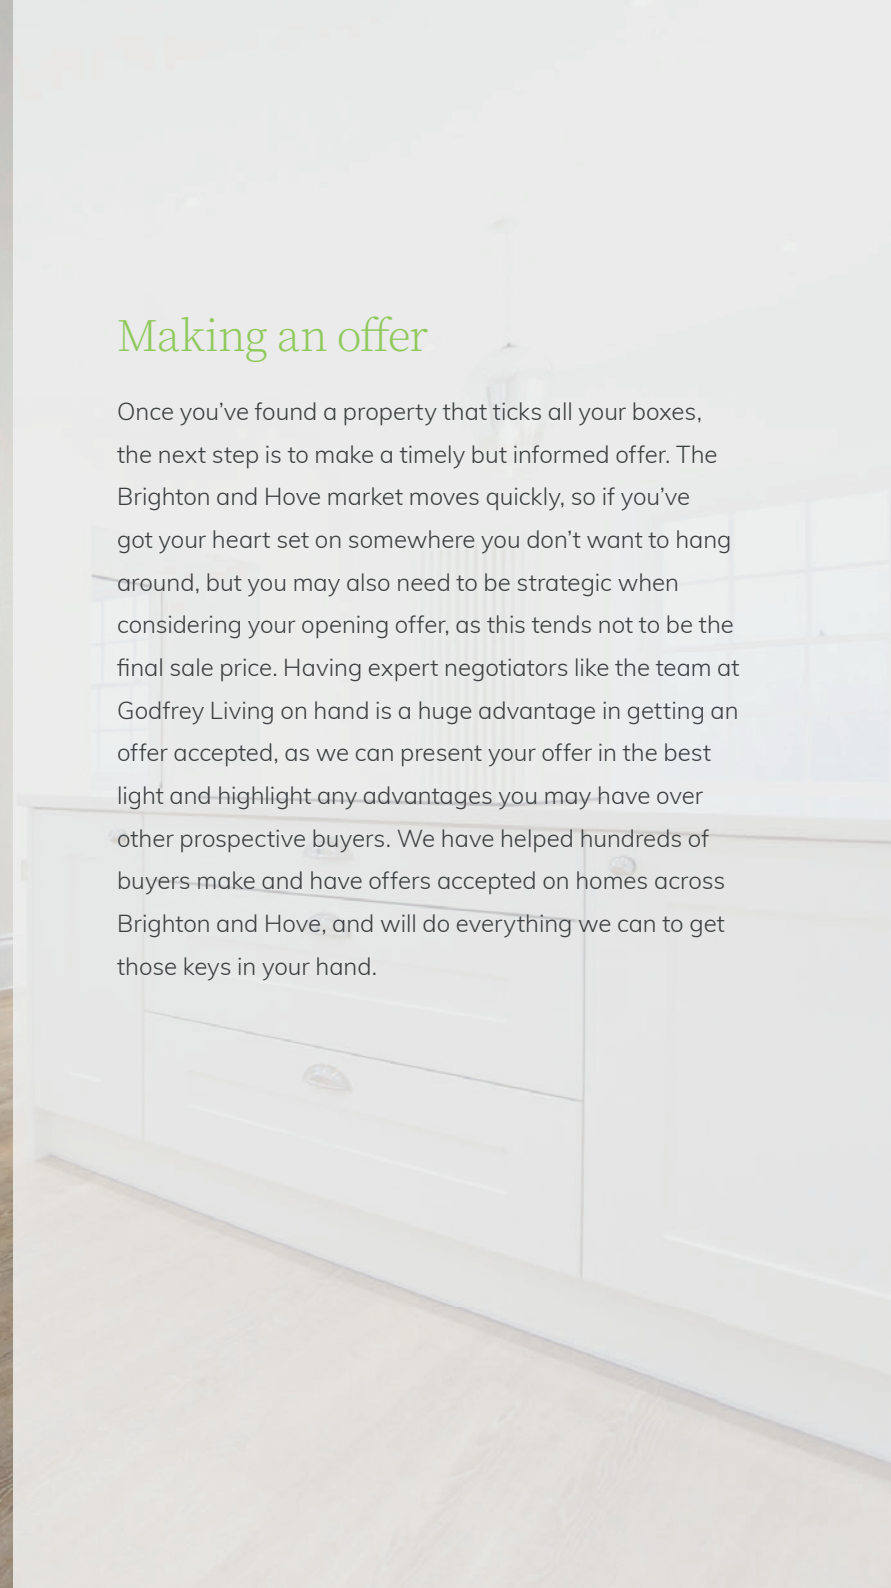 Making an offer
Once you’ve found a property that ticks all your boxes,
the next step is to make a timely but informed offer. The
Brighton and Hove market moves quickly, so if you’ve
got your heart set on somewhere you don’t want to hang
around, but you may also need to be strategic when
considering your opening offer, as this tends not to be the
final sale price. Having expert negotiators like the team at
Godfrey Living on hand is a huge advantage in getting an
offer accepted, as we can present your offer in the best
light and highlight any advantages you may have over
other prospective buyers. We have helped hundreds of
buyers make and have offers accepted on homes across
Brighton and Hove, and will do everything we can to get
those keys in your hand.